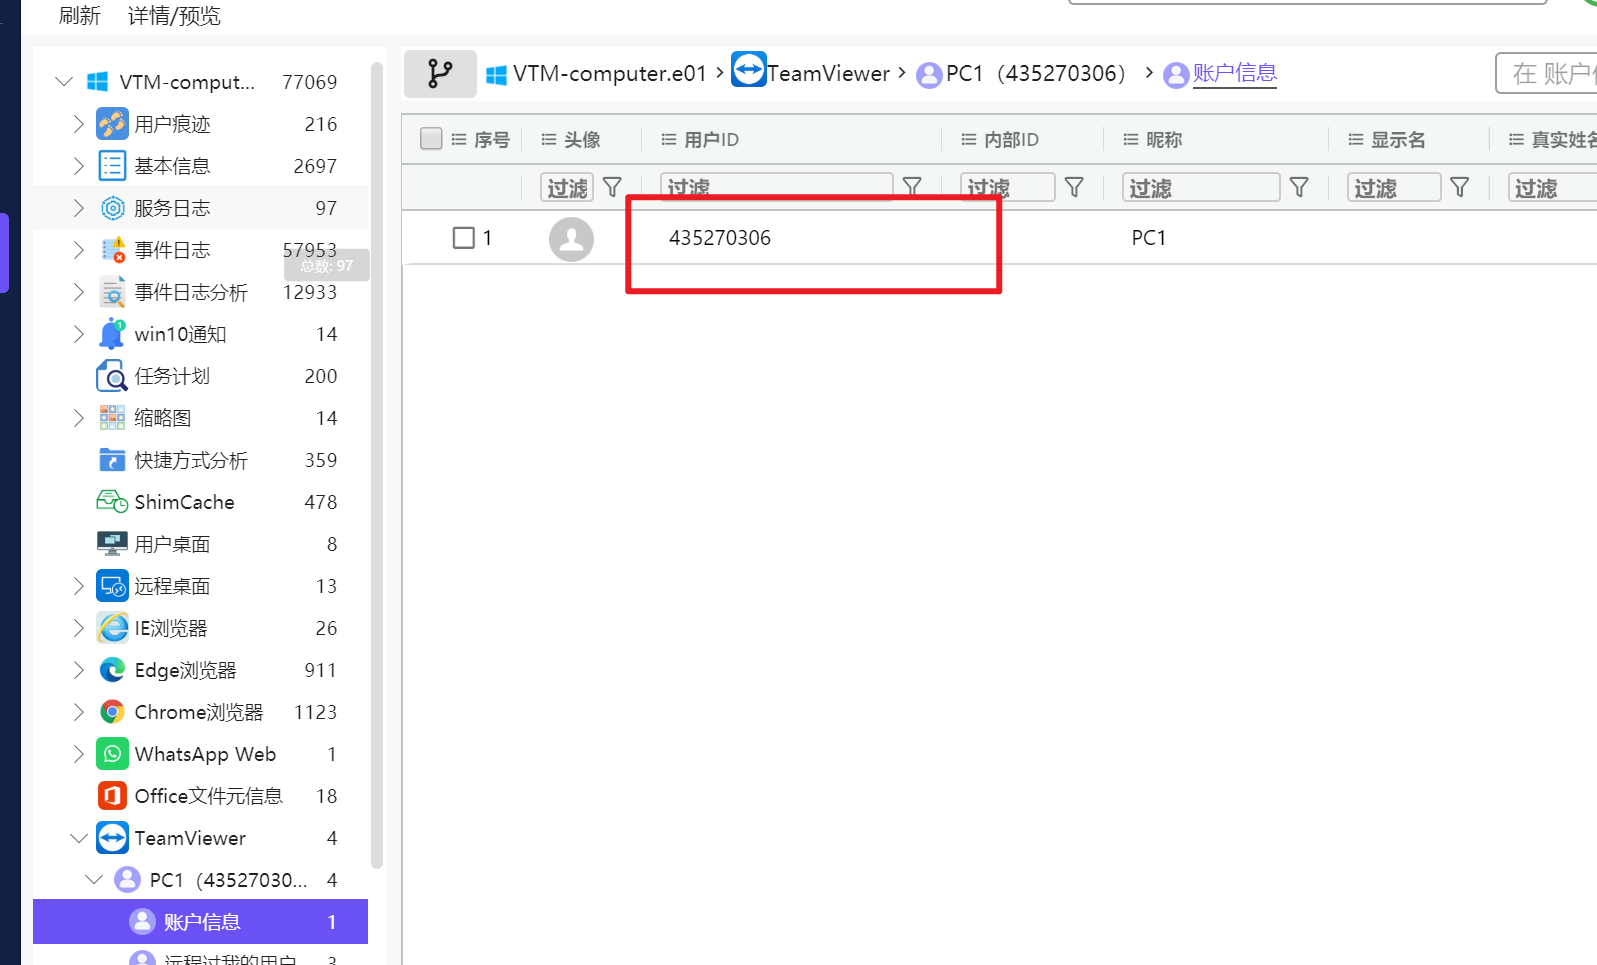 刷新 详情/预览
VTM-comput... 77069
用户痕迹 216
基本信息 2697
服务日志 97
事件日志 57953
总数: 97
事件日志分析 12933
win10通知 14
任务计划 200
缩略图 14
快捷方式分析 359
ShimCache 478
用户桌面 8
远程桌面 13
IE浏览器 26
Edge浏览器 911
Chrome浏览器 1123
WhatsApp Web 1
Office文件元信息 18
TeamViewer 4
PC1（43527030... 4
账户信息 1
远程过我的用户 3
VTM-computer.e01 › TeamViewer › PC1（435270306） › 账户信息
在 账户
序号 头像 用户ID 内部ID 昵称 显示名 真实姓名
过滤 过滤 过滤 过滤 过滤 过滤
1 435270306 PC1